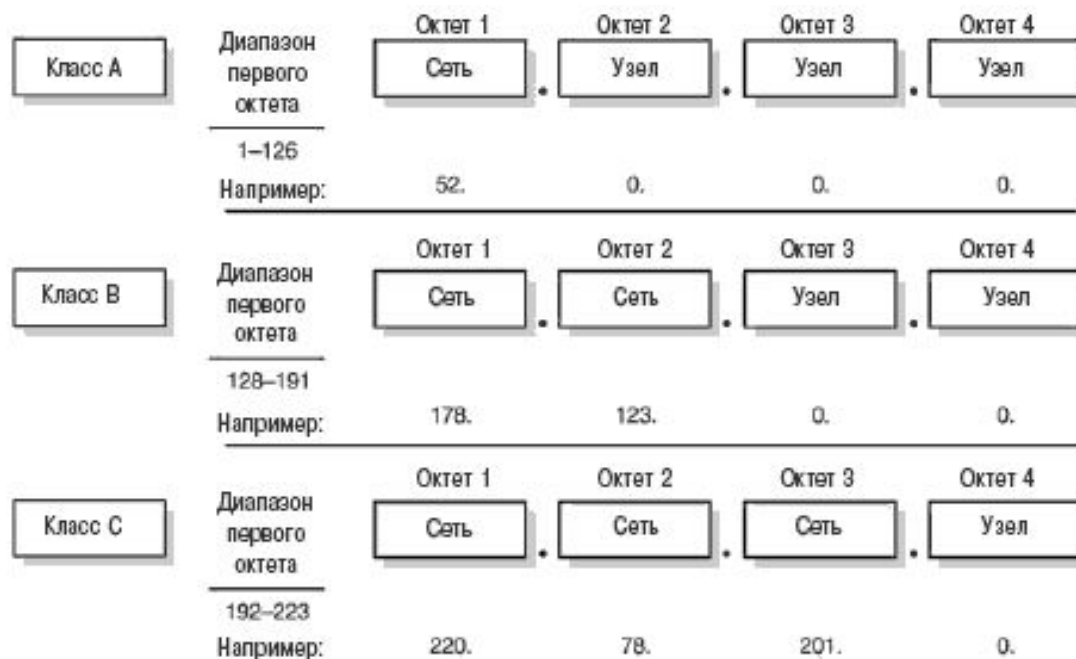 Октет 1 Октет 2 Октет 3 Октет 4
Класс A
Диапазон
первого
октета
Сеть . Узел . Узел . Узел
1–126
Например: 52. 0. 0. 0.
Октет 1 Октет 2 Октет 3 Октет 4
Класс B
Диапазон
первого
октета
Сеть . Сеть . Узел . Узел
128–191
Например: 178. 123. 0. 0.
Октет 1 Октет 2 Октет 3 Октет 4
Класс C
Диапазон
первого
октета
Сеть . Сеть . Сеть . Узел
192–223
Например: 220. 78. 201. 0.